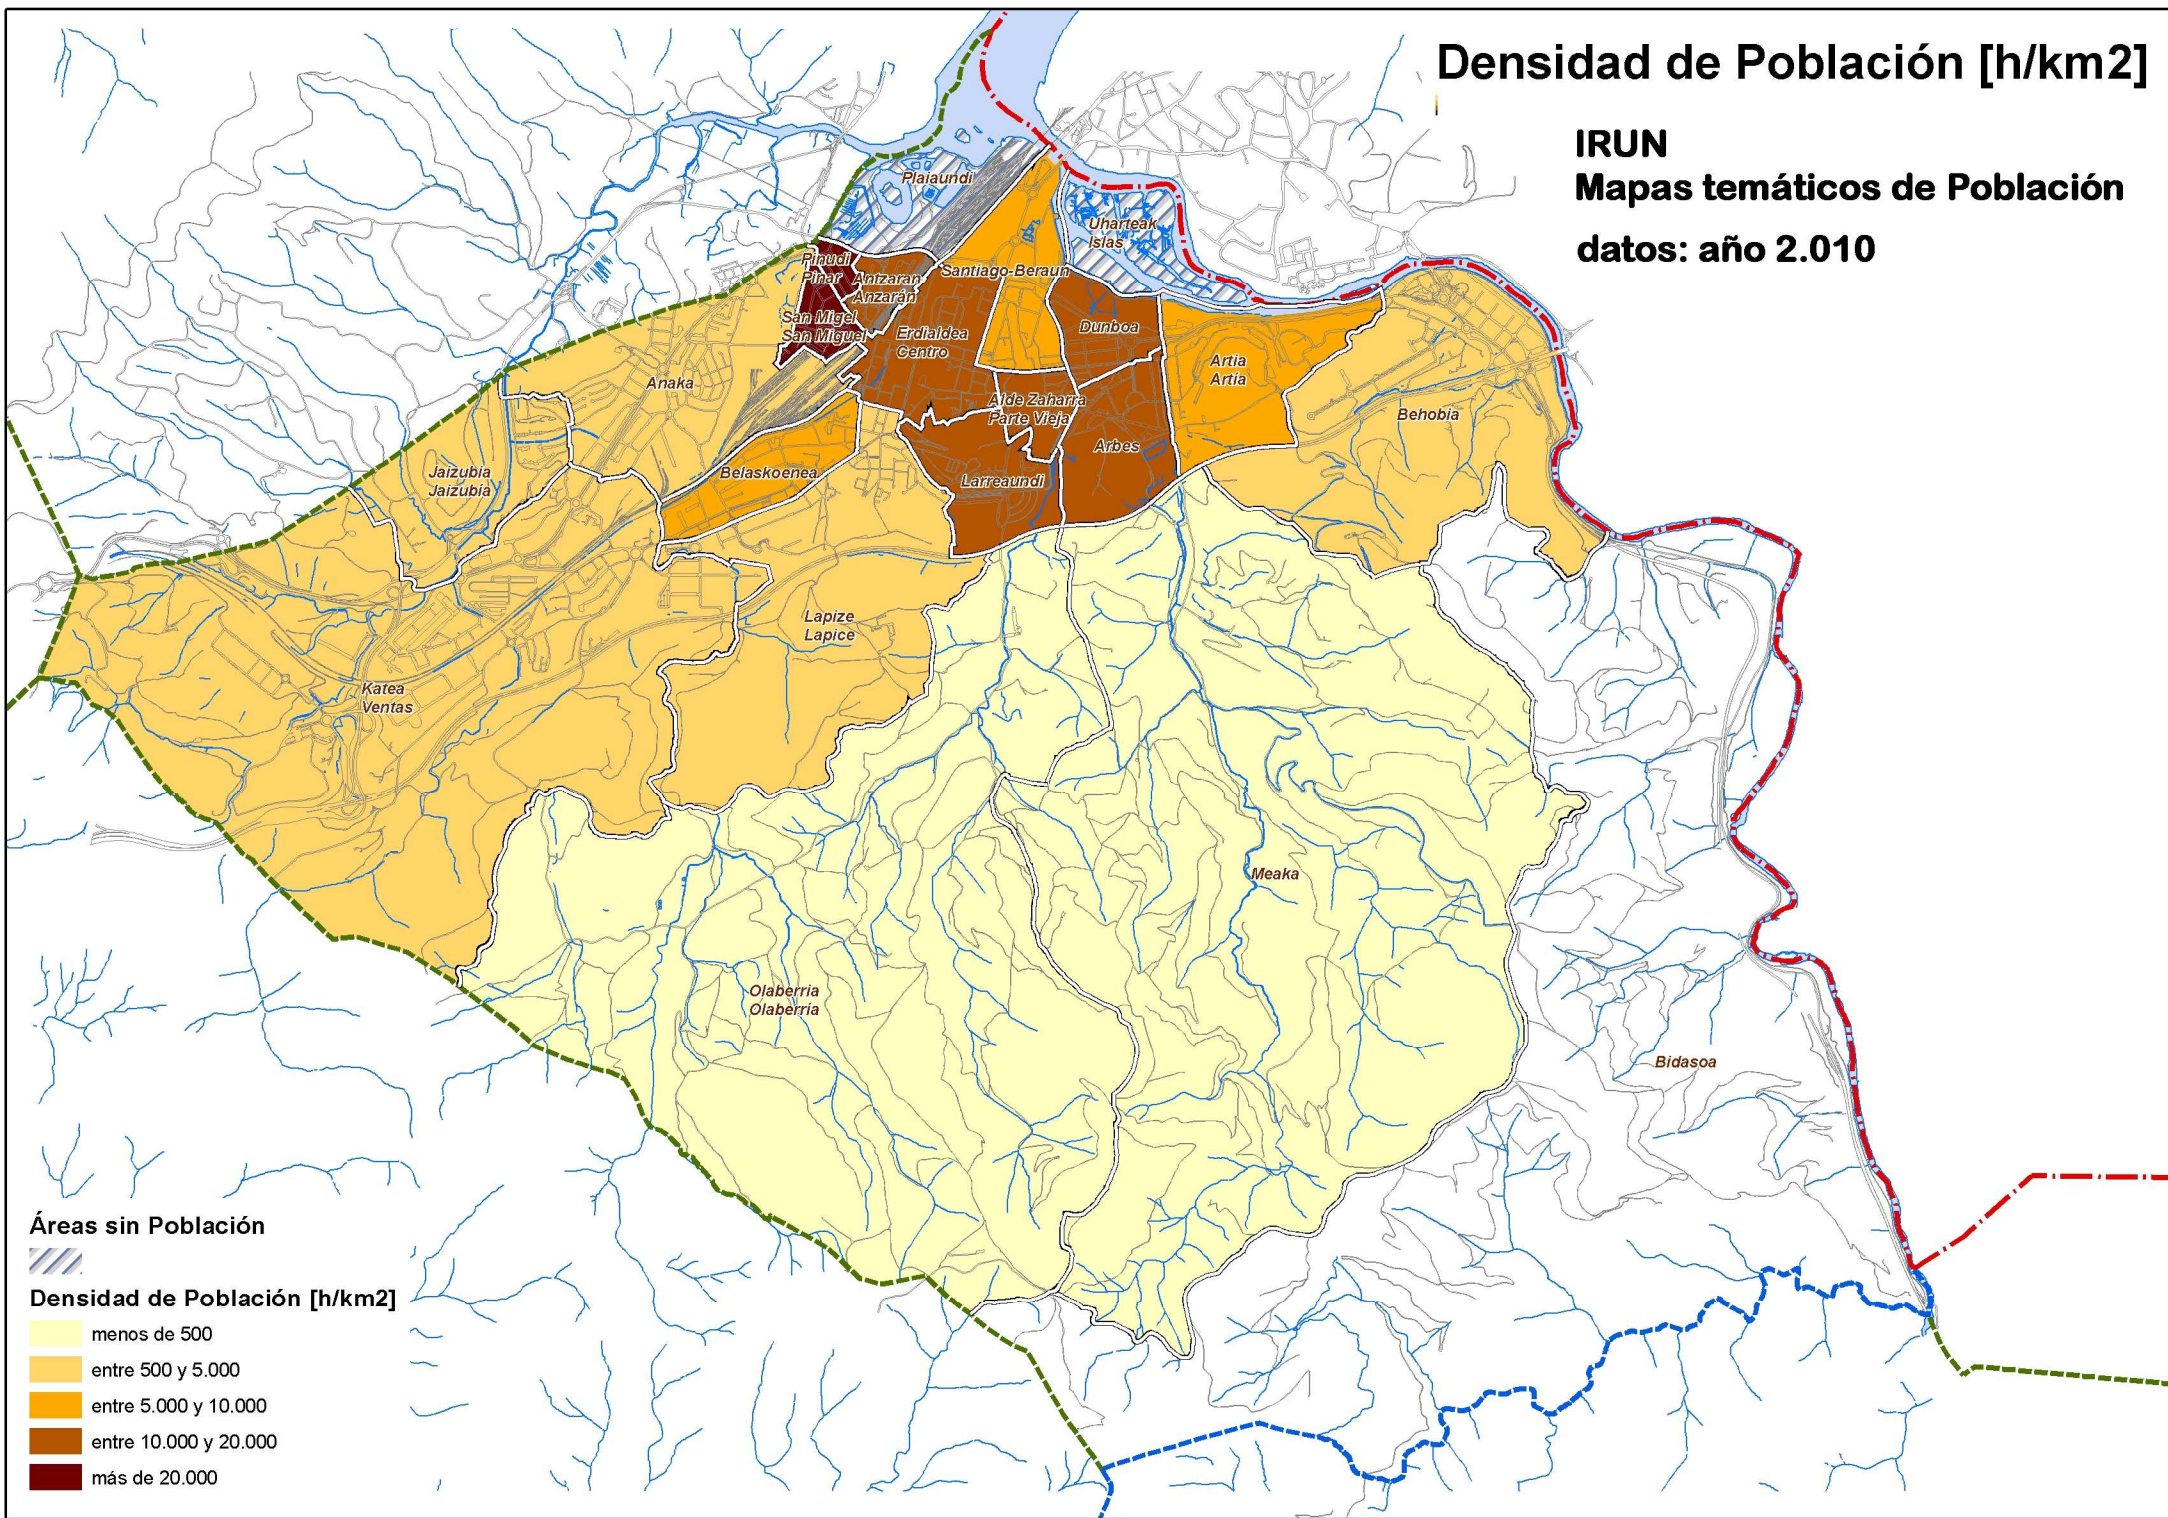 Densidad de Población [h/km2]
IRUN
Mapas temáticos de Población
datos: año 2.010
Plaiaundi
Uharteak
Islas
Pinudi
Pinar
Antzaran
Anzarán
Santiago-Beraun
San Migel
San Miguel
Erdialdea
Centro
Dunboa
Artia
Artía
Anaka
Alde Zaharra
Parte Vieja
Behobia
Arbes
Jaizubia
Jaizubía
Belaskoenea
Larreaundi
Lapize
Lapice
Katea
Ventas
Meaka
Olaberria
Olaberría
Bidasoa
Áreas sin Población
Densidad de Población [h/km2]
menos de 500
entre 500 y 5.000
entre 5.000 y 10.000
entre 10.000 y 20.000
más de 20.000